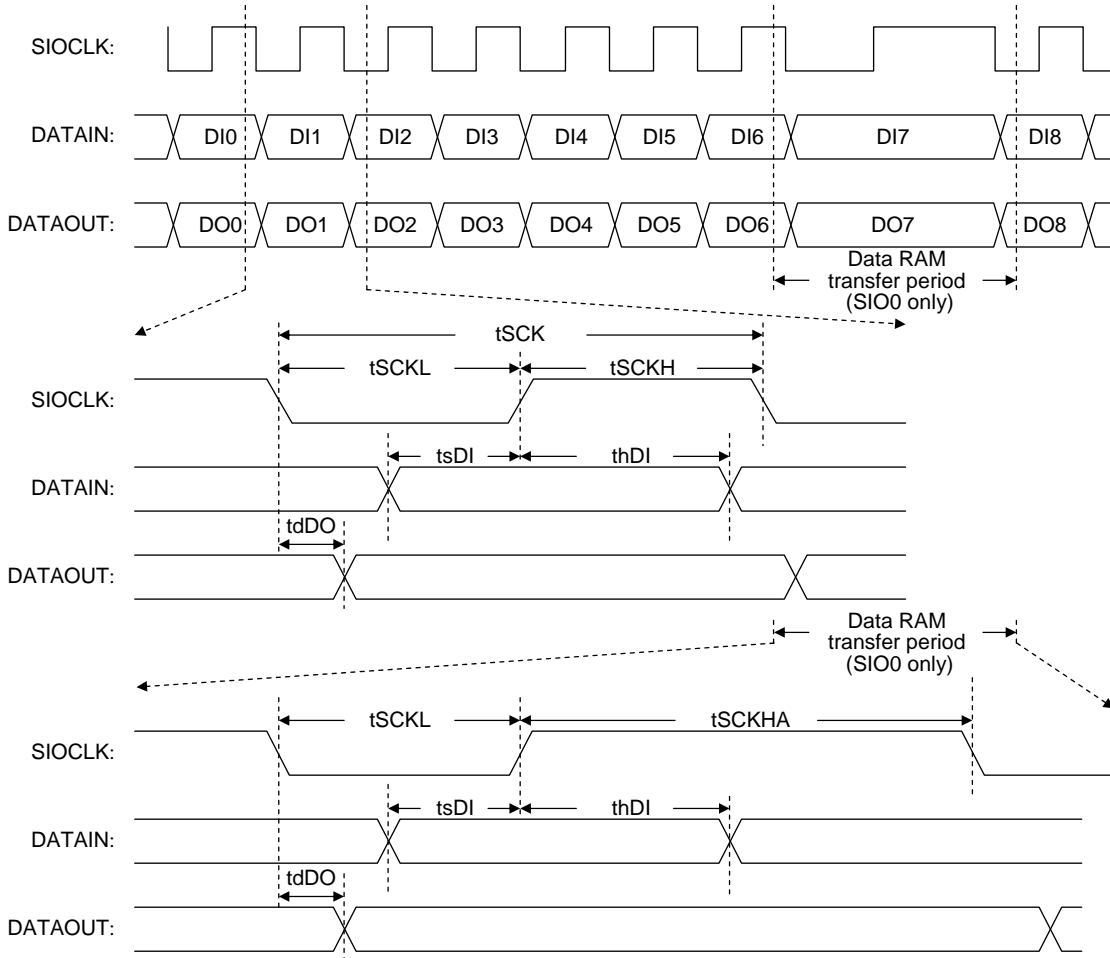 SIOCLK:
DATAIN: DI0 DI1 DI2 DI3 DI4 DI5 DI6 DI7 DI8
DATAOUT: DO0 DO1 DO2 DO3 DO4 DO5 DO6 DO7 DO8
Data RAM
transfer period
(SIO0 only)
tSCK
tSCKL tSCKH
SIOCLK:
tsDI thDI
DATAIN:
tdDO
DATAOUT:
Data RAM
transfer period
(SIO0 only)
tSCKL tSCKHA
SIOCLK:
tsDI thDI
DATAIN:
tdDO
DATAOUT: